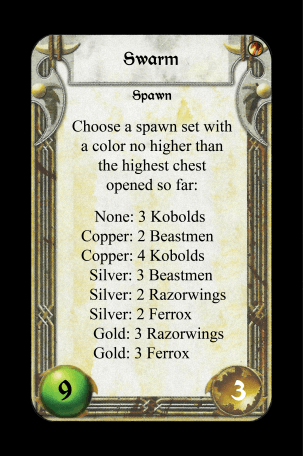 Swarm
Spawn
Choose a spawn set with
a color no higher than
the highest chest
opened so far:
None: 3 Kobolds
Copper: 2 Beastmen
Copper: 4 Kobolds
Silver: 3 Beastmen
Silver: 2 Razorwings
Silver: 2 Ferrox
Gold: 3 Razorwings
Gold: 3 Ferrox
9
3